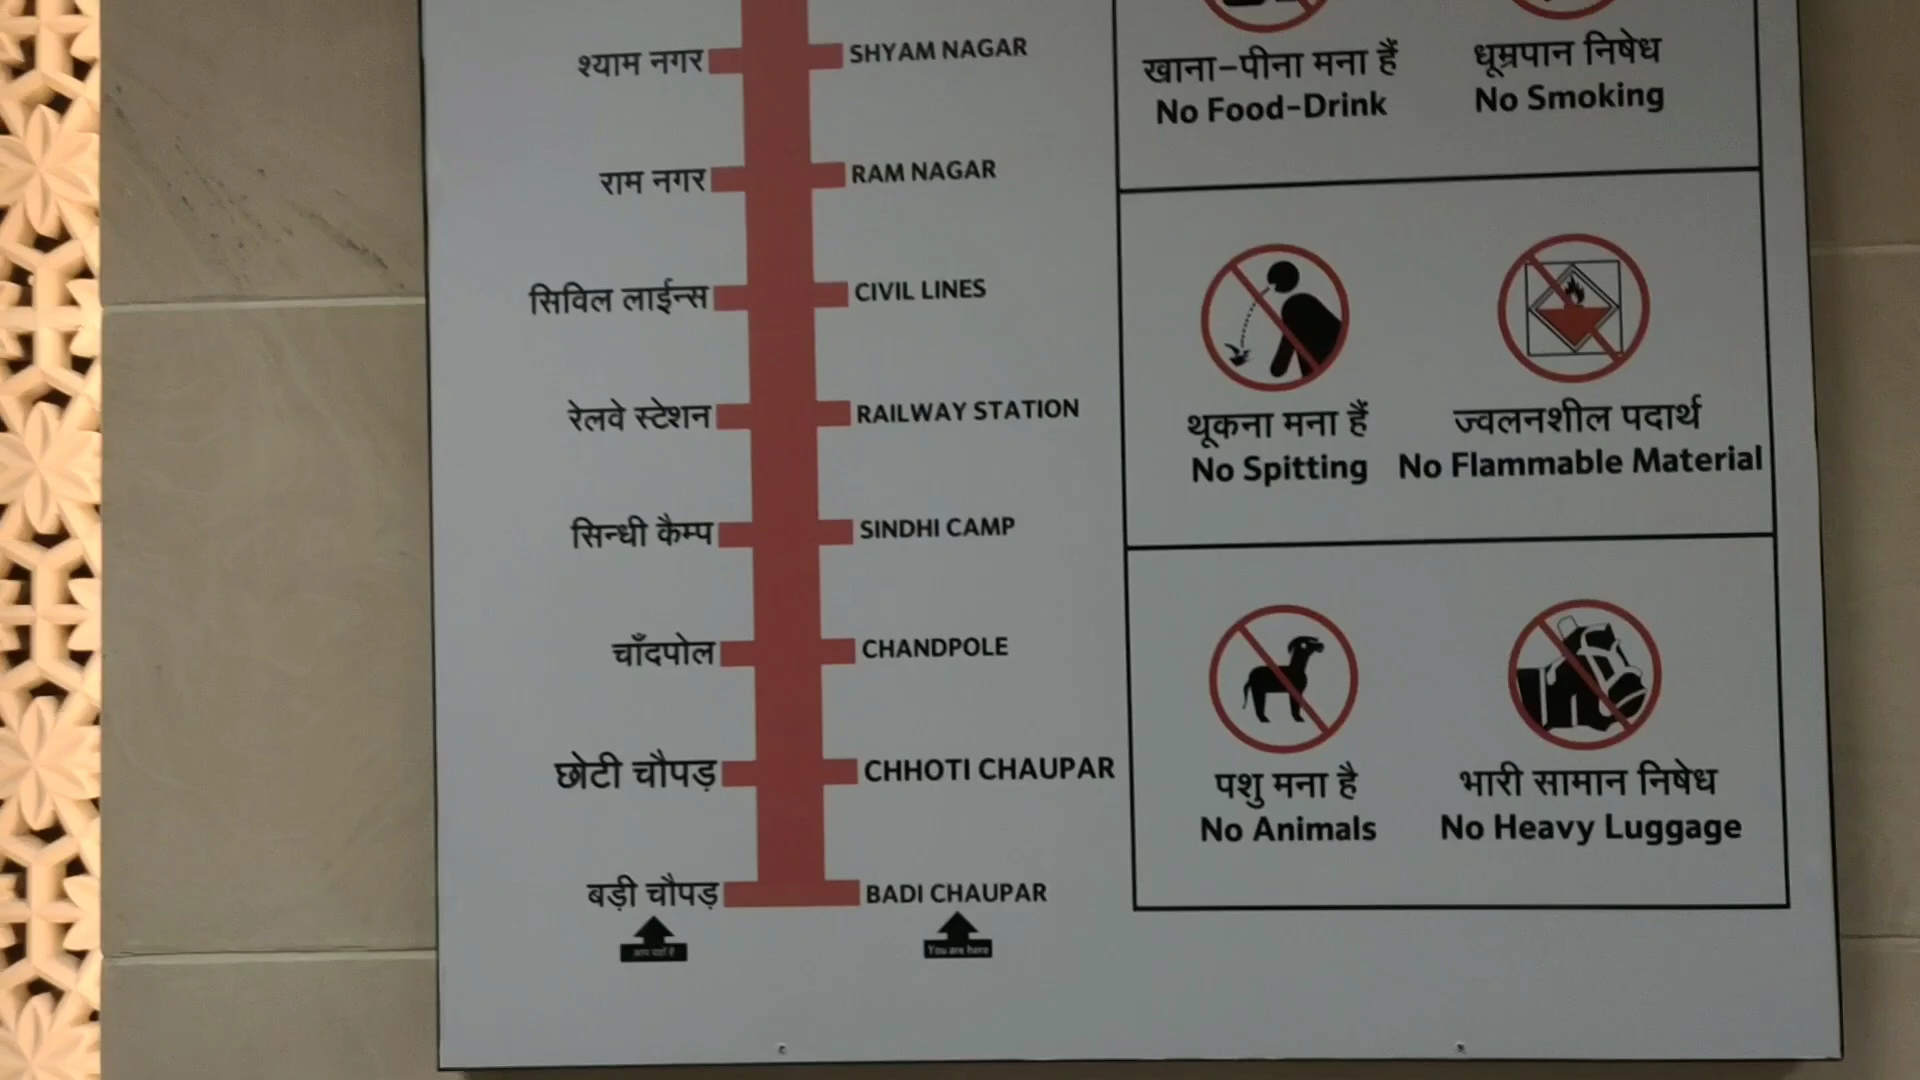 श्याम नगर SHYAM NAGAR
राम नगर RAM NAGAR
सिविल लाईन्स CIVIL LINES
रेलवे स्टेशन RAILWAY STATION
सिन्धी कैम्प SINDHI CAMP
चाँदपोल CHANDPOLE
छोटी चौपड़ CHHOTI CHAUPAR
बड़ी चौपड़ BADI CHAUPAR
आप यहाँ है You are here
खाना-पीना मना हैं धूम्रपान निषेध
No Food-Drink No Smoking
थूकना मना हैं ज्वलनशील पदार्थ
No Spitting No Flammable Material
पशु मना है भारी सामान निषेध
No Animals No Heavy Luggage